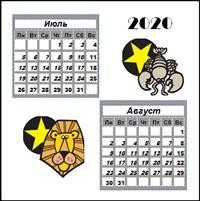 Июль
Пн Вт Ср Чт Пт Сб Вс
1 2 3 4
5 6 7 8 9 10 11
12 13 14 15 16 17 18
19 20 21 22 23 24 25
26 27 28 29 30 31
2020
Август
Пн Вт Ср Чт Пт Сб Вс
1
2 3 4 5 6 7 8
9 10 11 12 13 14 15
16 17 18 19 20 21 22
23 24 25 26 27 28 29
30 31